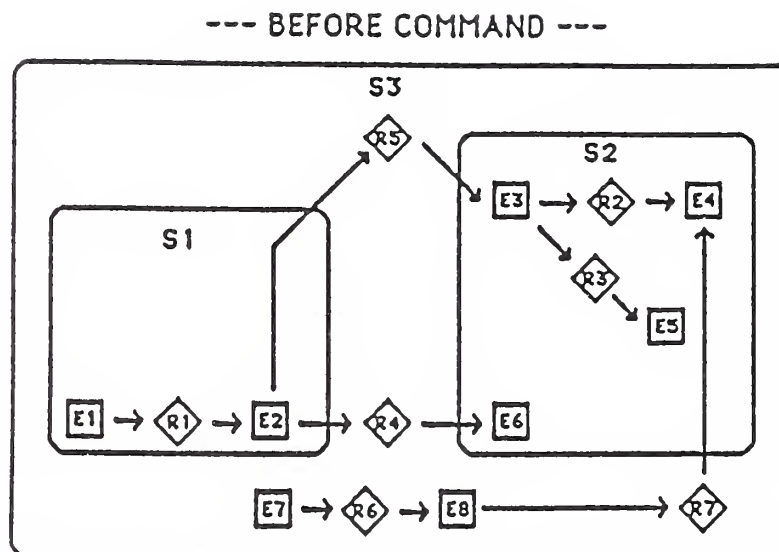 --- BEFORE COMMAND ---
S3
R5
S2
E3 R2 E4
S1
R3
E5
E1 R1 E2 R4 E6
E7 R6 E8 R7